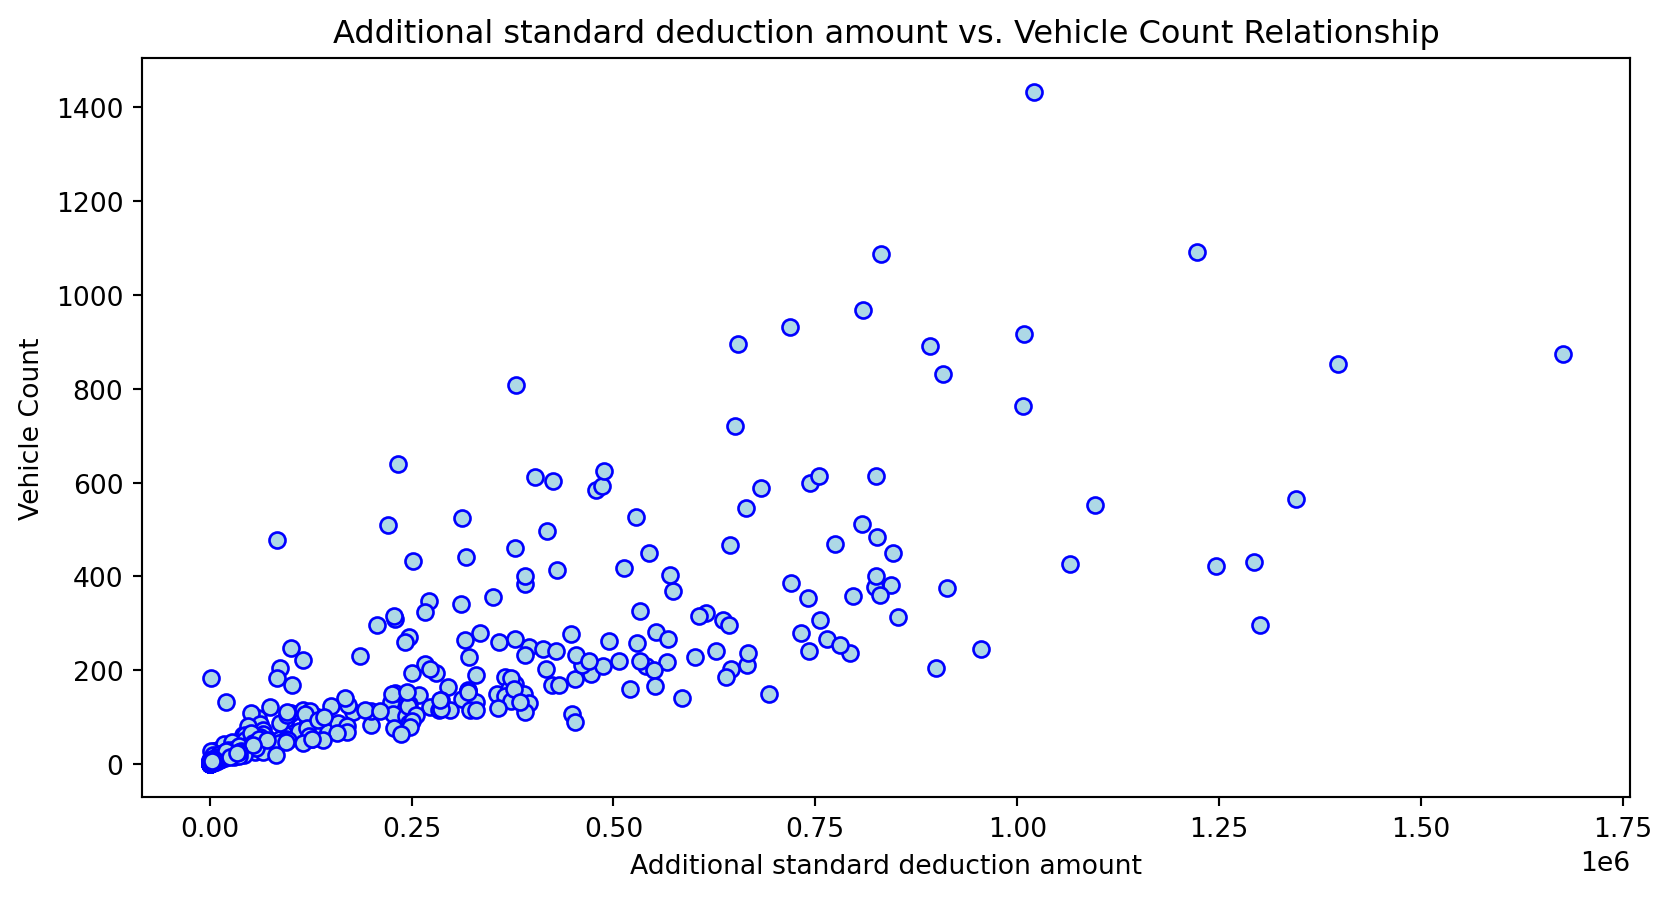 Additional standard deduction amount vs. Vehicle Count Relationship
1400
1200
1000
800
600
400
200
0
Vehicle Count
0.00 0.25 0.50 0.75 1.00 1.25 1.50 1.75
1e6
Additional standard deduction amount